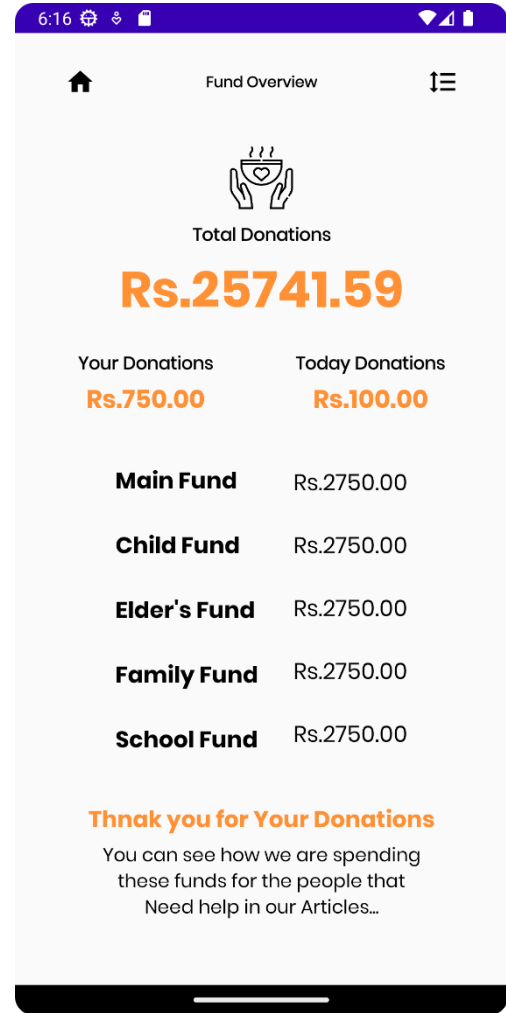 6:16
Fund Overview
Total Donations
Rs.25741.59
Your Donations Today Donations
Rs.750.00 Rs.100.00
Main Fund Rs.2750.00
Child Fund Rs.2750.00
Elder's Fund Rs.2750.00
Family Fund Rs.2750.00
School Fund Rs.2750.00
Thnak you for Your Donations
You can see how we are spending
these funds for the people that
Need help in our Articles...